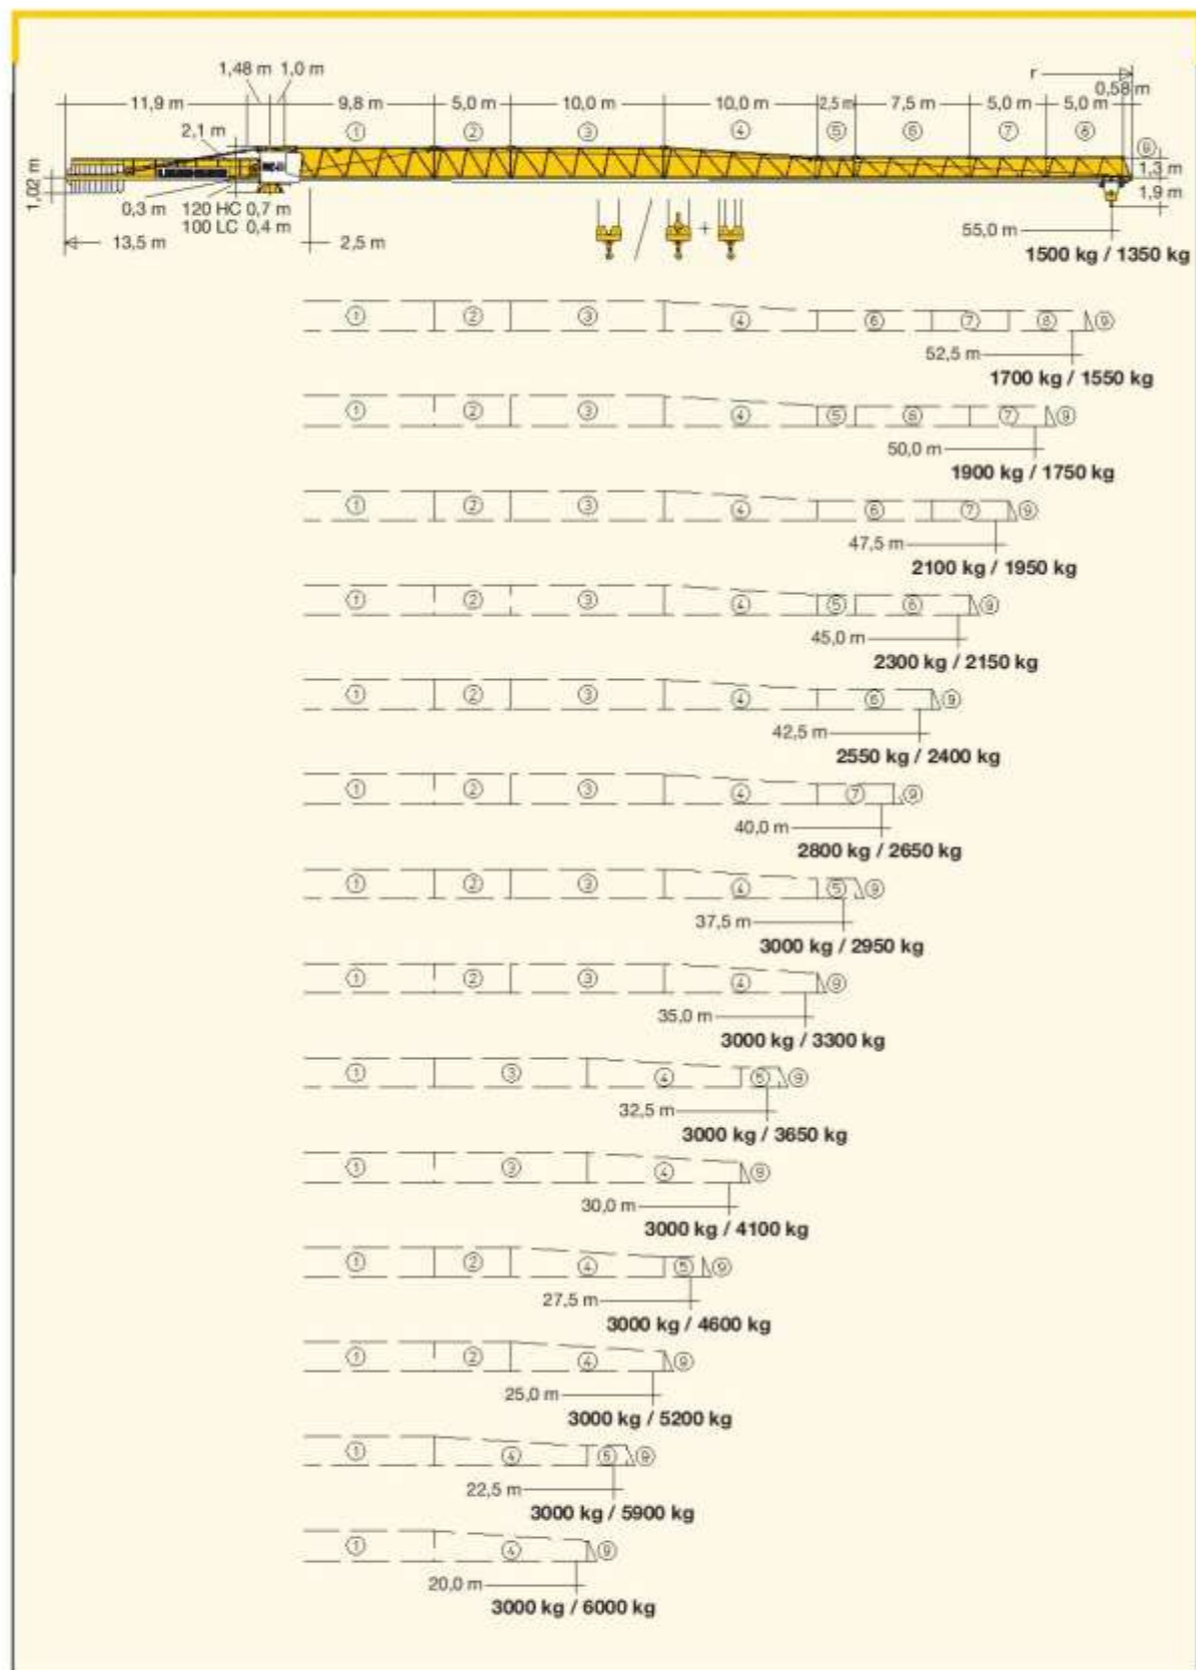 1,48 m 1,0 m
r
0,58 m
11,9 m 9,8 m 5,0 m 10,0 m 10,0 m 2,5 m 7,5 m 5,0 m 5,0 m
① ② ③ ④ ⑤ ⑥ ⑦ ⑧
2,1 m
⑨
1,3 m
1,02 m
1,9 m
0,3 m 120 HC 0,7 m
100 LC 0,4 m
13,5 m 2,5 m
+
55,0 m
1500 kg / 1350 kg
① ② ③ ④ ⑥ ⑦ ⑧ ⑨
52,5 m
1700 kg / 1550 kg
① ② ③ ④ ⑤ ⑥ ⑦ ⑨
50,0 m
1900 kg / 1750 kg
① ② ③ ④ ⑥ ⑦ ⑨
47,5 m
2100 kg / 1950 kg
① ② ③ ④ ⑤ ⑥ ⑨
45,0 m
2300 kg / 2150 kg
① ② ③ ④ ⑥ ⑨
42,5 m
2550 kg / 2400 kg
① ② ③ ④ ⑦ ⑨
40,0 m
2800 kg / 2650 kg
① ② ③ ④ ⑤ ⑨
37,5 m
3000 kg / 2950 kg
① ② ③ ④ ⑨
35,0 m
3000 kg / 3300 kg
① ③ ④ ⑤ ⑨
32,5 m
3000 kg / 3650 kg
① ③ ④ ⑨
30,0 m
3000 kg / 4100 kg
① ② ④ ⑤ ⑨
27,5 m
3000 kg / 4600 kg
① ② ④ ⑨
25,0 m
3000 kg / 5200 kg
① ④ ⑤ ⑨
22,5 m
3000 kg / 5900 kg
① ④ ⑨
20,0 m
3000 kg / 6000 kg